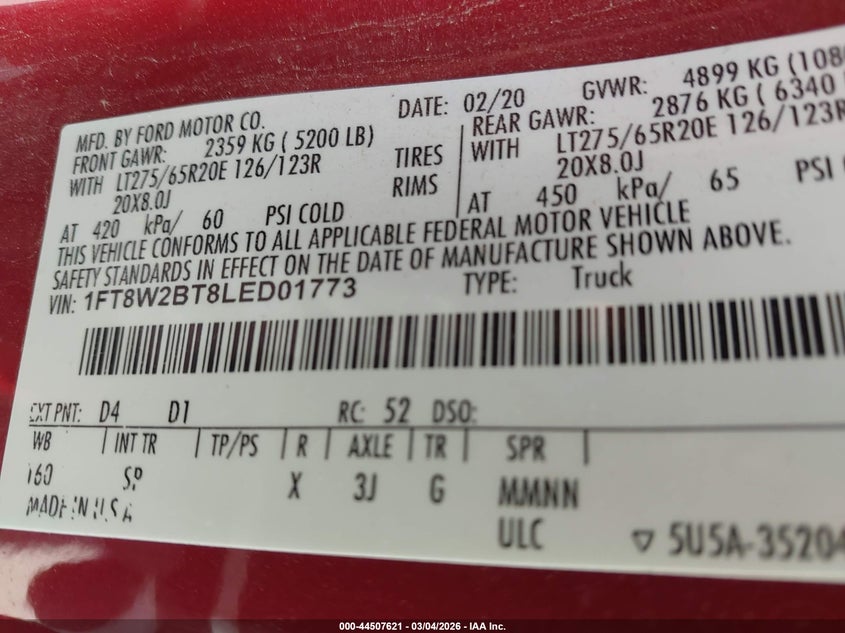 MFD. BY FORD MOTOR CO. DATE: 02/20 GVWR: 4899 KG (
FRONT GAWR: 2359 KG ( 5200 LB) REAR GAWR: 2876 KG ( 6340
WITH LT275/65R20E 126/123R TIRES WITH LT275/65R20E 126/123R
20X8.0J RIMS 20X8.0J
AT 420 kPa/ 60 PSI COLD AT 450 kPa/ 65 PSI
THIS VEHICLE CONFORMS TO ALL APPLICABLE FEDERAL MOTOR VEHICLE
SAFETY STANDARDS IN EFFECT ON THE DATE OF MANUFACTURE SHOWN ABOVE.
VIN: 1FT8W2BT8LED01773 TYPE: Truck
EXT PNT: D4 D1 RC: 52 DSO:
WB INT TR TP/PS R AXLE TR SPR
160 SP X 3J G MMNN
MADE IN U.S.A ULC ▽ 5U5A-35204
000-44507621 - 03/04/2026 - IAA Inc.